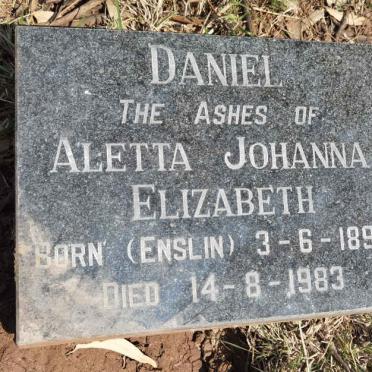 DANIEL
THE ASHES OF
ALETTA JOHANNA
ELIZABETH
BORN (ENSLIN) 3-6-189
DIED 14-8-1983